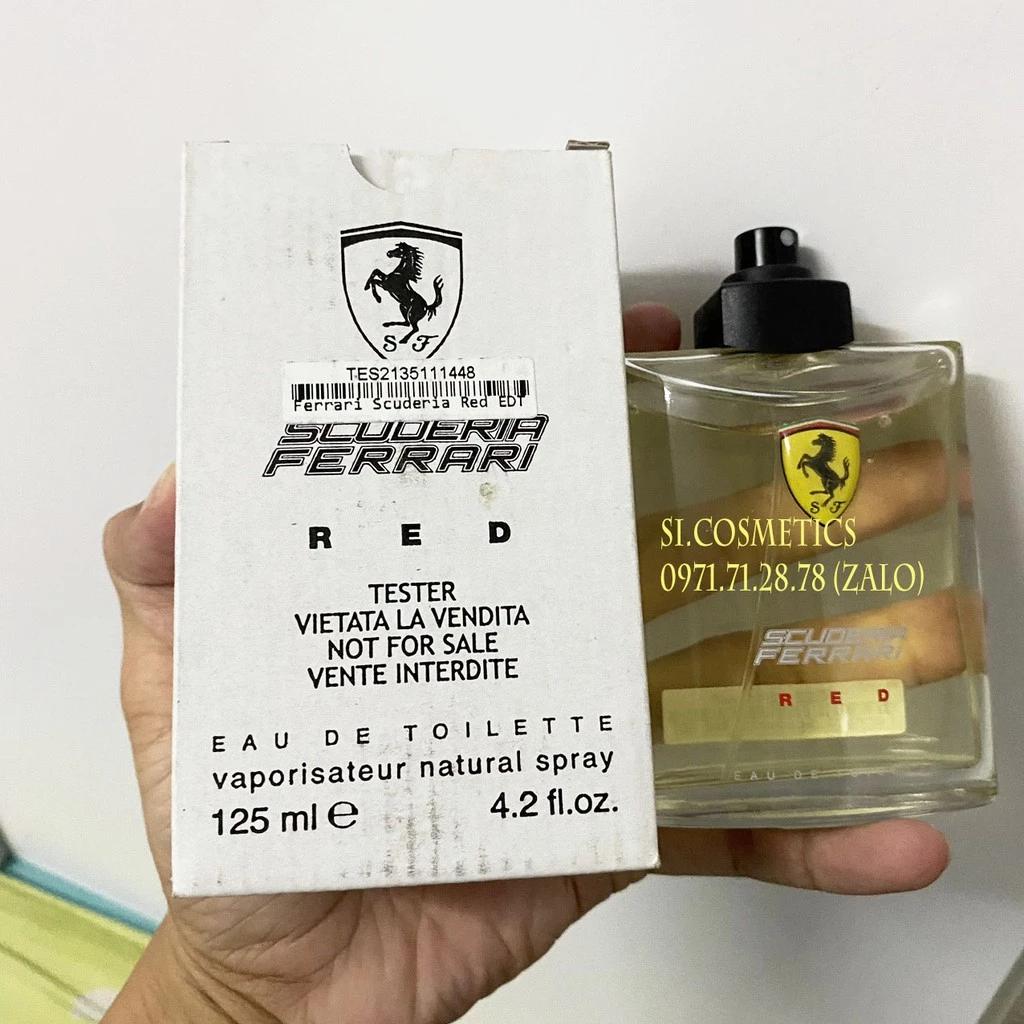 S F
TES2135111448
Ferrari Scuderia Red EDT
SCUDERIA
FERRARI
RED
TESTER
VIETATA LA VENDITA
NOT FOR SALE
VENTE INTERDITE
EAU DE TOILETTE
vaporisateur natural spray
125 ml e
4.2 fl.oz.
S F
SI.COSMETICS
0971.71.28.78 (ZALO)
SCUDERIA
FERRARI
RED
EAU DE